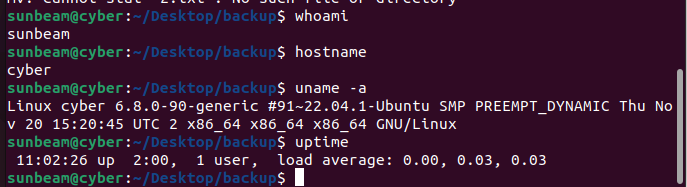 mv: cannot stat '2.txt': No such file or directory
sunbeam@cyber:~/Desktop/backup$ whoami
sunbeam
sunbeam@cyber:~/Desktop/backup$ hostname
cyber
sunbeam@cyber:~/Desktop/backup$ uname -a
Linux cyber 6.8.0-90-generic #91~22.04.1-Ubuntu SMP PREEMPT_DYNAMIC Thu No
v 20 15:20:45 UTC 2 x86_64 x86_64 x86_64 GNU/Linux
sunbeam@cyber:~/Desktop/backup$ uptime
 11:02:26 up  2:00,  1 user,  load average: 0.00, 0.03, 0.03
sunbeam@cyber:~/Desktop/backup$